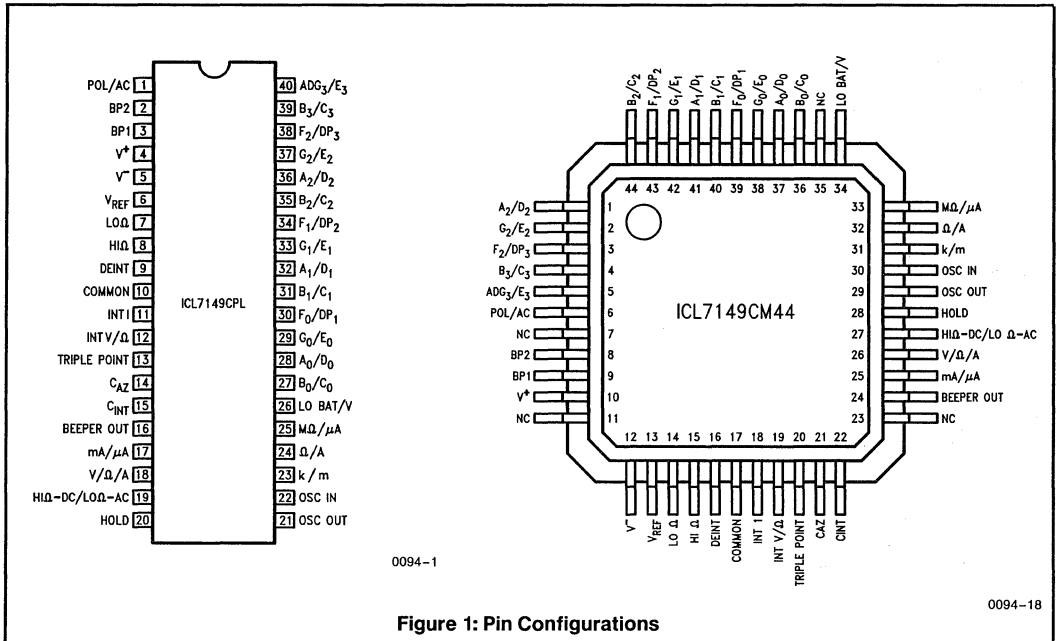 POL/AC 1
BP2 2
BP1 3
V+ 4
V- 5
VREF 6
LOΩ 7
HIΩ 8
DEINT 9
COMMON 10
INT I 11
INT V/Ω 12
TRIPLE POINT 13
CAZ 14
CINT 15
BEEPER OUT 16
mA/μA 17
V/Ω/A 18
HIΩ-DC/LOΩ-AC 19
HOLD 20
ICL7149CPL
40 ADG3/E3
39 B3/C3
38 F2/DP3
37 G2/E2
36 A2/D2
35 B2/C2
34 F1/DP2
33 G1/E1
32 A1/D1
31 B1/C1
30 F0/DP1
29 G0/E0
28 A0/D0
27 B0/C0
26 LO BAT/V
25 MΩ/μA
24 Ω/A
23 k/m
22 OSC IN
21 OSC OUT
0094-1
B2/C2
F1/DP2
G1/E1
A1/D1
B1/C1
F0/DP1
G0/E0
A0/D0
B0/C0
NC
LO BAT/V
44 43 42 41 40 39 38 37 36 35 34
A2/D2 1
G2/E2 2
F2/DP3 3
B3/C3 4
ADG3/E3 5
POL/AC 6
NC 7
BP2 8
BP1 9
V+ 10
NC 11
ICL7149CM44
33 MΩ/μA
32 Ω/A
31 k/m
30 OSC IN
29 OSC OUT
28 HOLD
27 HIΩ-DC/LO Ω-AC
26 V/Ω/A
25 mA/μA
24 BEEPER OUT
23 NC
12 13 14 15 16 17 18 19 20 21 22
V-
VREF
LO Ω
HI Ω
DEINT
COMMON
INT 1
INT V/Ω
TRIPLE POINT
CAZ
CINT
0094-18
Figure 1: Pin Configurations